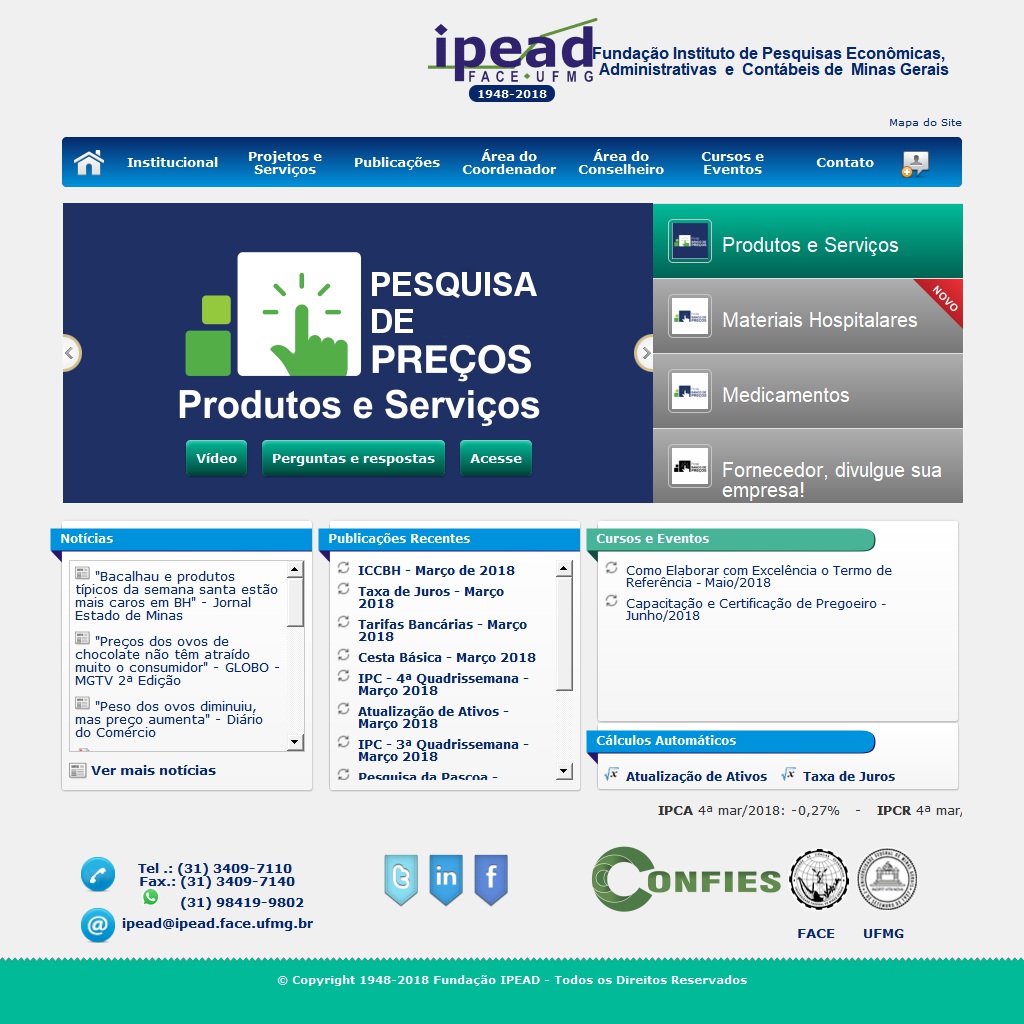 ipead
FACE UFMG
1948-2018
Fundação Instituto de Pesquisas Econômicas,
Administrativas e Contábeis de Minas Gerais
Mapa do Site
Institucional
Projetos e
Serviços
Publicações
Área do
Coordenador
Área do
Conselheiro
Cursos e
Eventos
Contato
PESQUISA
DE
PREÇOS
Produtos e Serviços
Vídeo
Perguntas e respostas
Acesse
Produtos e Serviços
NOVO
Materiais Hospitalares
Medicamentos
Fornecedor, divulgue sua
empresa!
Notícias
"Bacalhau e produtos
típicos da semana santa estão
mais caros em BH" - Jornal
Estado de Minas
"Preços dos ovos de
chocolate não têm atraído
muito o consumidor" - GLOBO -
MGTV 2ª Edição
"Peso dos ovos diminuiu,
mas preço aumenta" - Diário
do Comércio
Ver mais notícias
Publicações Recentes
ICCBH - Março de 2018
Taxa de Juros - Março
2018
Tarifas Bancárias - Março
2018
Cesta Básica - Março 2018
IPC - 4ª Quadrissemana -
Março 2018
Atualização de Ativos -
Março 2018
IPC - 3ª Quadrissemana -
Março 2018
Pesquisa da Pascoa -
Cursos e Eventos
Como Elaborar com Excelência o Termo de
Referência - Maio/2018
Capacitação e Certificação de Pregoeiro -
Junho/2018
Cálculos Automáticos
Atualização de Ativos
Taxa de Juros
IPCA 4ª mar/2018: -0,27% - IPCR 4ª mar/
Tel .: (31) 3409-7110
Fax.: (31) 3409-7140
(31) 98419-9802
ipead@ipead.face.ufmg.br
CONFIES
FACE
UFMG
© Copyright 1948-2018 Fundação IPEAD - Todos os Direitos Reservados